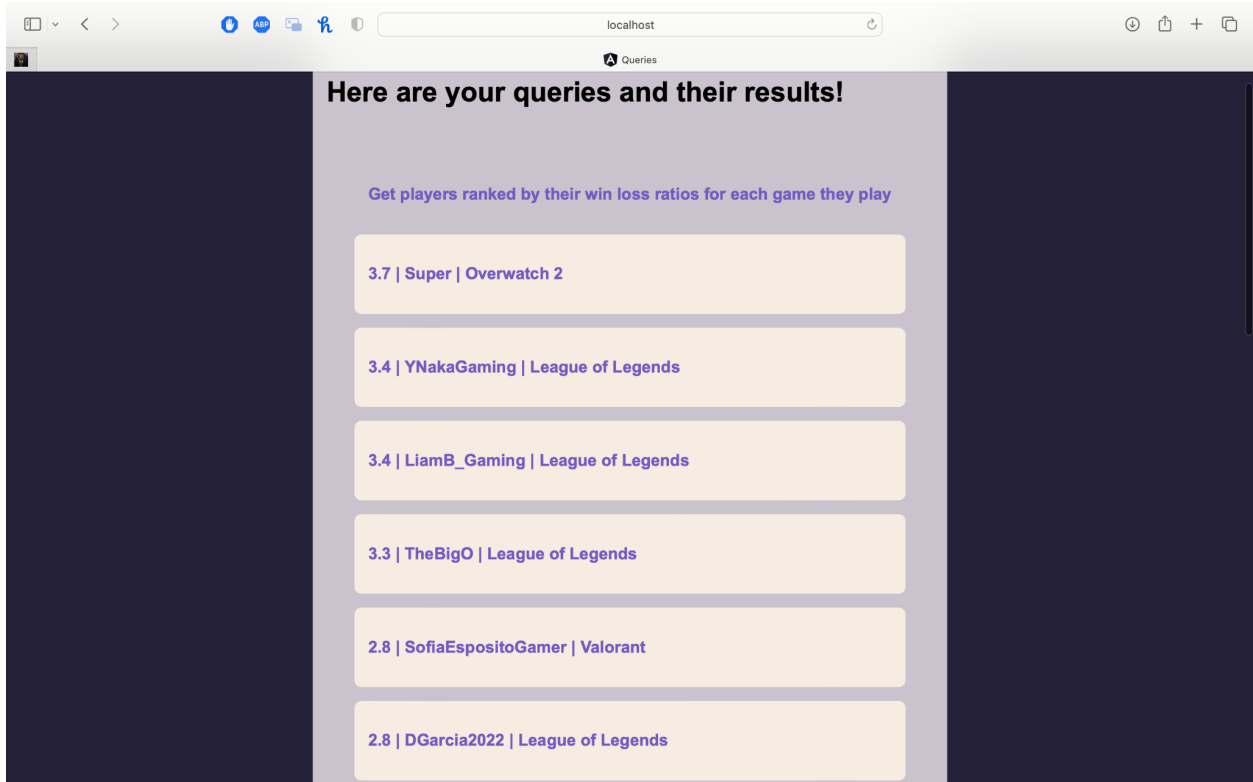 ABP
localhost
Queries
Here are your queries and their results!
Get players ranked by their win loss ratios for each game they play
3.7 | Super | Overwatch 2
3.4 | YNakaGaming | League of Legends
3.4 | LiamB_Gaming | League of Legends
3.3 | TheBigO | League of Legends
2.8 | SofiaEspositoGamer | Valorant
2.8 | DGarcia2022 | League of Legends